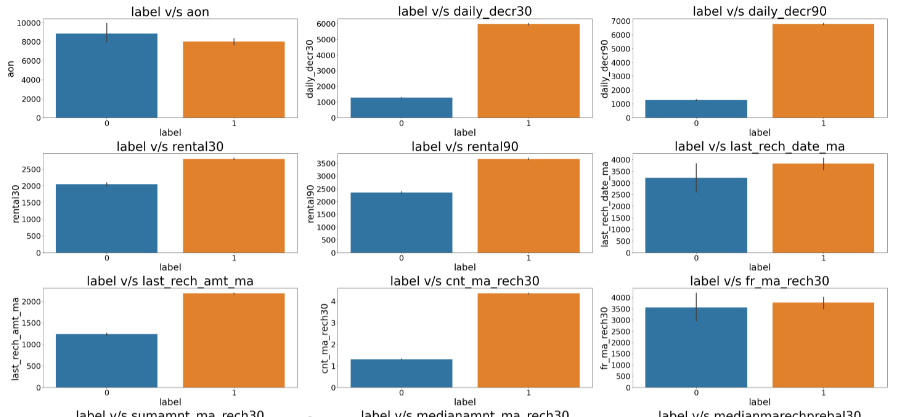 label v/s aon
label v/s daily_decr30
label v/s daily_decr90
10000
8000
6000
4000
2000
0
aon
0
1
label
6000
5000
4000
3000
2000
1000
0
daily_decr30
0
1
label
7000
6000
5000
4000
3000
2000
1000
0
daily_decr90
0
1
label
label v/s rental30
label v/s rental90
label v/s last_rech_date_ma
2500
2000
1500
1000
500
0
rental30
0
1
label
3500
3000
2500
2000
1500
1000
500
0
rental90
0
1
label
4000
3500
3000
2500
2000
1500
1000
500
0
last_rech_date_ma
0
1
label
label v/s last_rech_amt_ma
label v/s cnt_ma_rech30
label v/s fr_ma_rech30
2000
1500
1000
500
0
last_rech_amt_ma
0
1
label
4
3
2
1
0
cnt_ma_rech30
0
1
label
4000
3500
3000
2500
2000
1500
1000
500
0
fr_ma_rech30
0
1
label
label v/s sumamnt_ma_rech30
label v/s medianamnt_ma_rech30
label v/s medianmarechprebal30